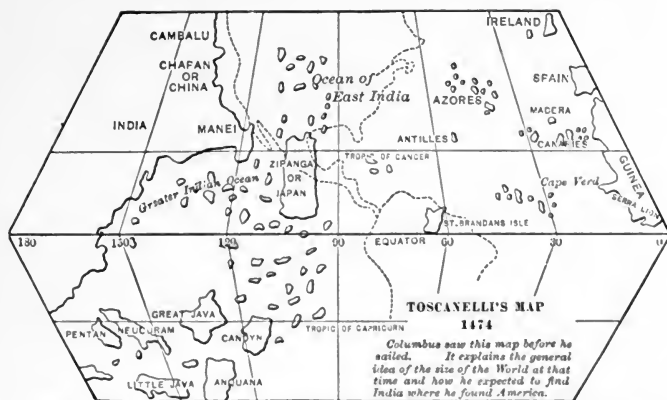 IRELAND
CAMBALU
CHAFAN
OR
CHINA
Ocean of
East India
SPAIN
AZORES
MADERA
INDIA
MANEI
ANTILLES
CANARIES
ZIPANGA
OR
JAPAN
TROPIC OF CANCER
GUINEA
Greater Indian Ocean
Cape Verd
SERRA LION
ST. BRANDANS ISLE
180
150
120
90
EQUATOR
60
30
TOSCANELLI'S MAP
1474
GREAT JAVA
PENTAN
NEUCURAM
CANDYN
TROPIC OF CAPRICORN
Columbus saw this map before he
sailed. It explains the general
idea of the size of the World at that
time and how he expected to find
India where he found America.
LITTLE JAVA
ANQUANA